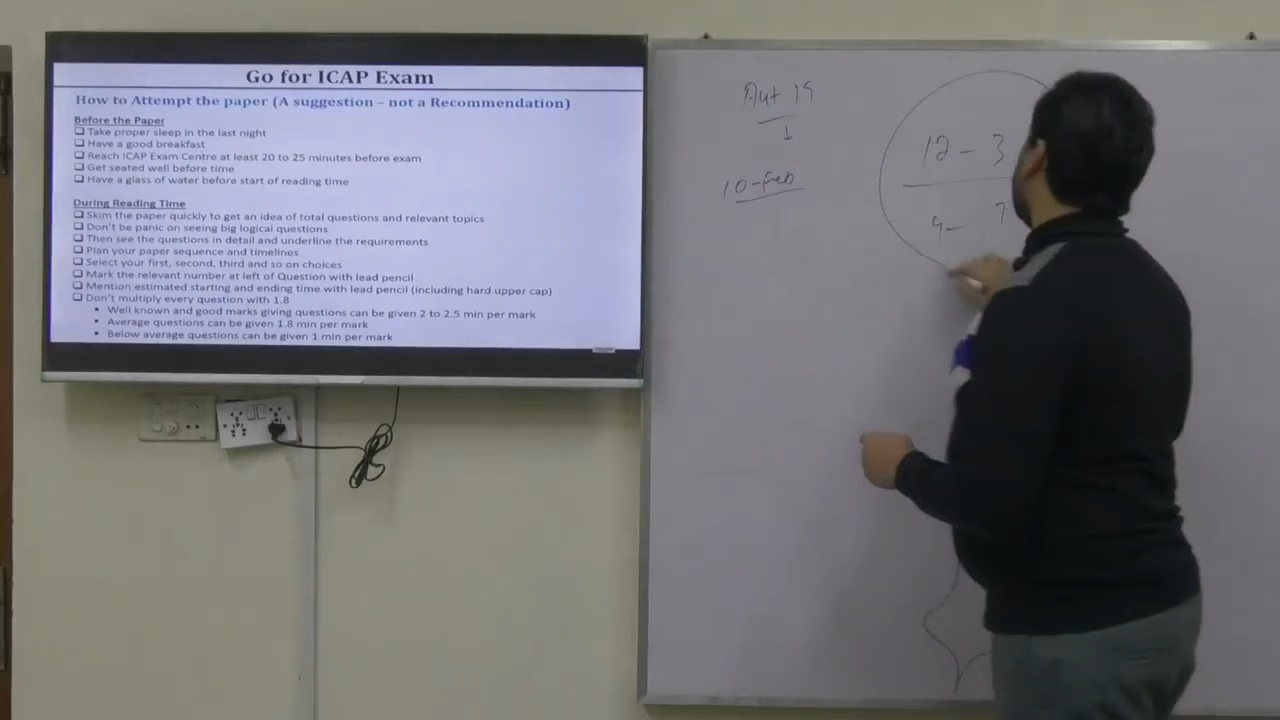 Go for ICAP Exam
How to Attempt the paper (A suggestion – not a Recommendation)
Before the Paper
❑ Take proper sleep in the last night
❑ Have a good breakfast
❑ Reach ICAP Exam Centre at least 20 to 25 minutes before exam
❑ Get seated well before time
❑ Have a glass of water before start of reading time
During Reading Time
❑ Skim the paper quickly to get an idea of total questions and relevant topics
❑ Don't be panic on seeing big logical questions
❑ Then see the questions in detail and underline the requirements
❑ Plan your paper sequence and timelines
❑ Select your first, second, third and so on choices
❑ Mark the relevant number at left of Question with lead pencil
❑ Mention estimated starting and ending time with lead pencil (including hard upper cap)
❑ Don't multiply every question with 1.8
• Well known and good marks giving questions can be given 2 to 2.5 min per mark
• Average questions can be given 1.8 min per mark
• Below average questions can be given 1 min per mark
Aut 19
10-Feb
12 – 3
7